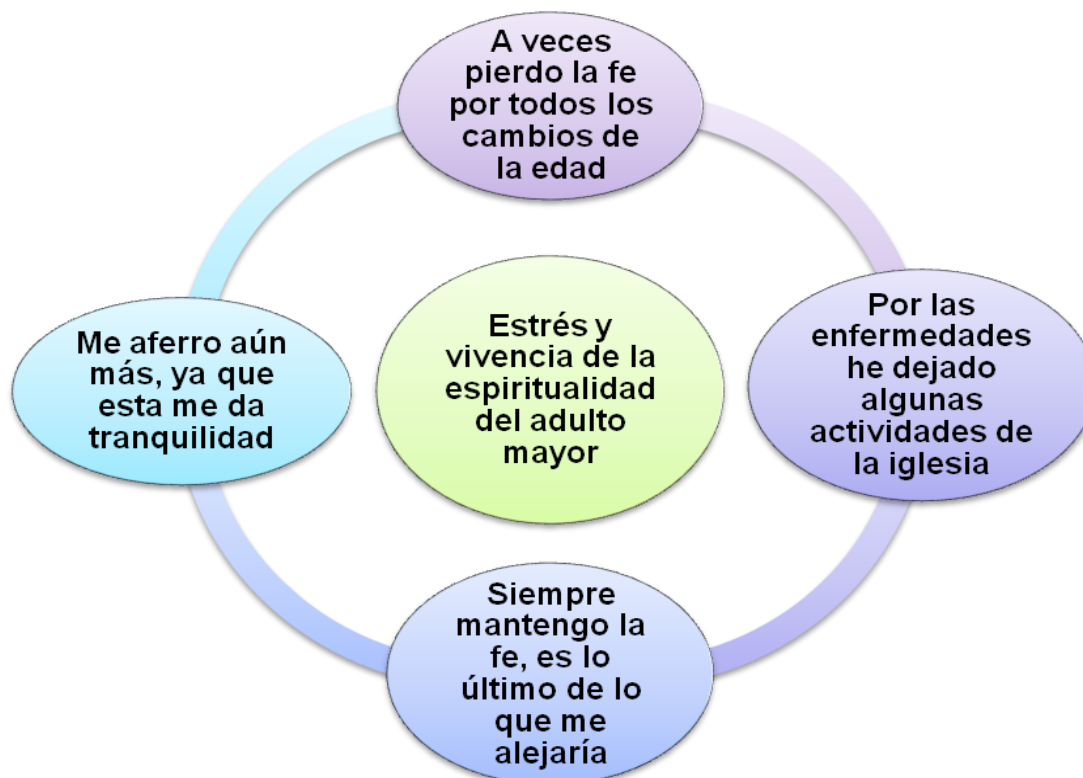 A veces
pierdo la fe
por todos los
cambios de
la edad
Me aferro aún
más, ya que
esta me da
tranquilidad
Estrés y
vivencia de la
espiritualidad
del adulto
mayor
Por las
enfermedades
he dejado
algunas
actividades de
la iglesia
Siempre
mantengo la
fe, es lo
último de lo
que me
alejaría